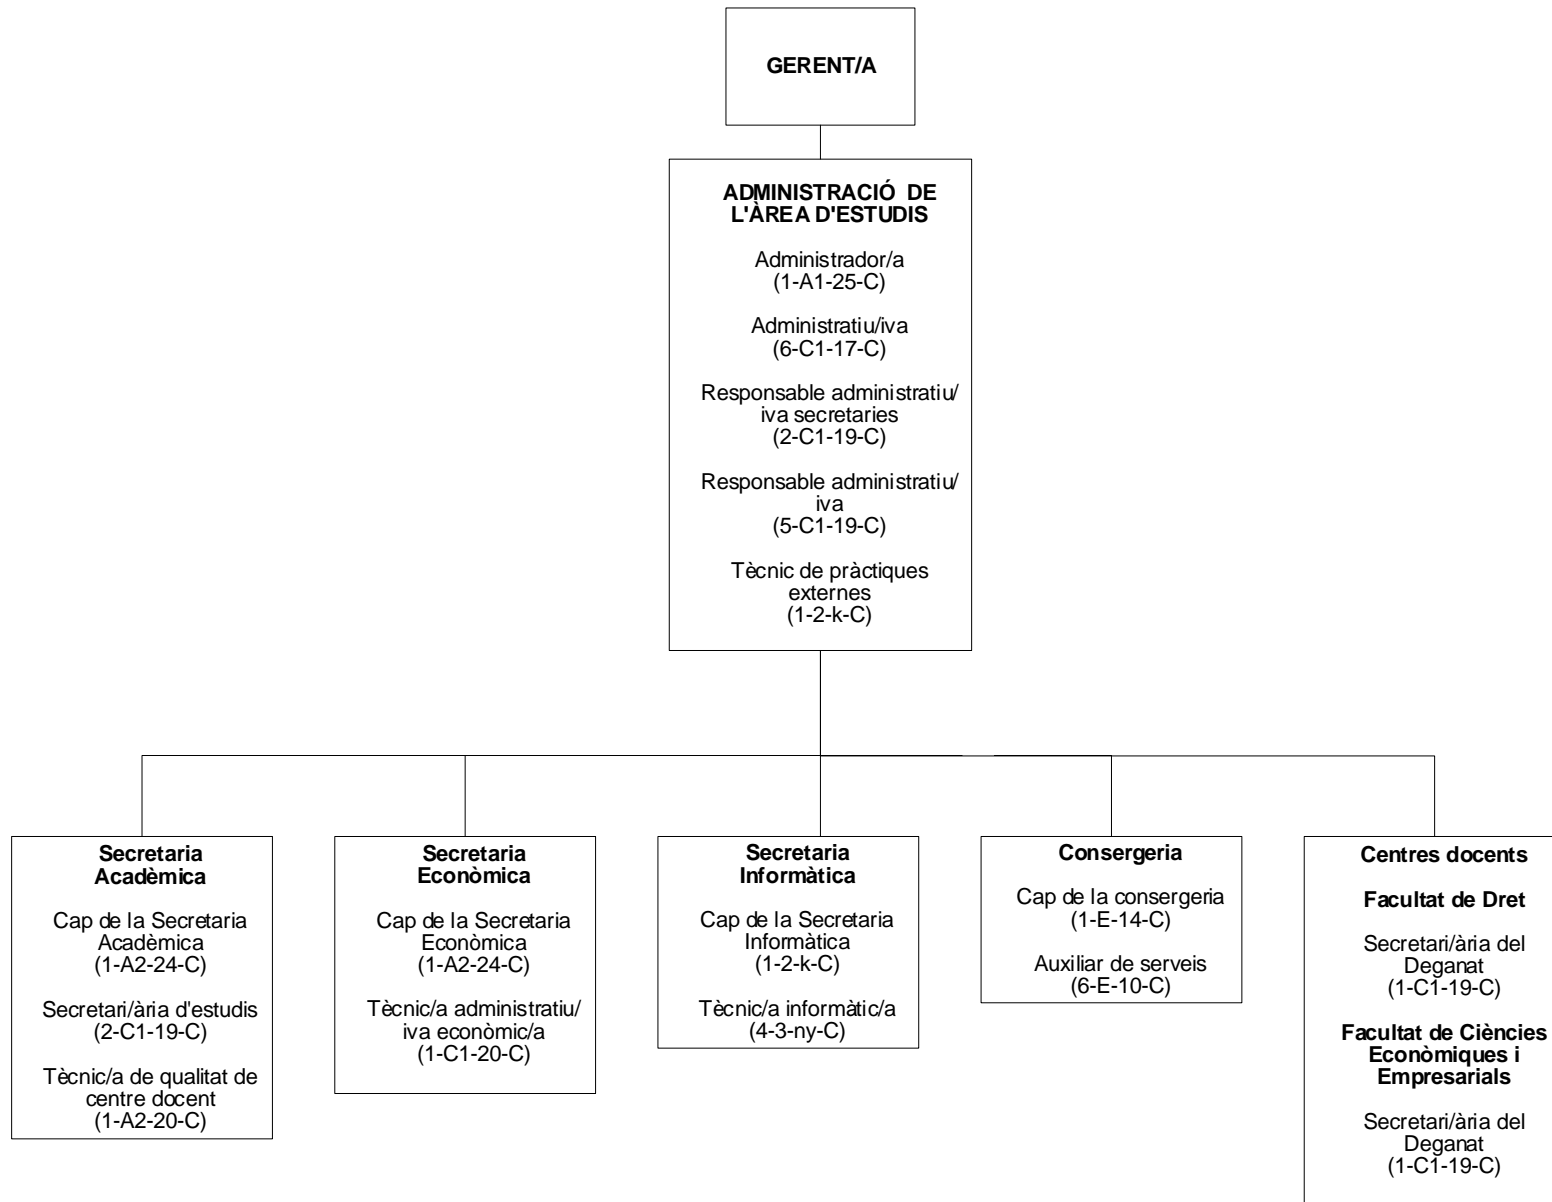 GERENT/A
ADMINISTRACIÓ DE
L'ÀREA D'ESTUDIS
Administrador/a
(1-A1-25-C)
Administratiu/iva
(6-C1-17-C)
Responsable administratiu/
iva secretaries
(2-C1-19-C)
Responsable administratiu/
iva
(5-C1-19-C)
Tècnic de pràctiques
externes
(1-2-k-C)
Secretaria
Acadèmica
Cap de la Secretaria
Acadèmica
(1-A2-24-C)
Secretari/ària d'estudis
(2-C1-19-C)
Tècnic/a de qualitat de
centre docent
(1-A2-20-C)
Secretaria
Econòmica
Cap de la Secretaria
Econòmica
(1-A2-24-C)
Tècnic/a administratiu/
iva econòmic/a
(1-C1-20-C)
Secretaria
Informàtica
Cap de la Secretaria
Informàtica
(1-2-k-C)
Tècnic/a informàtic/a
(4-3-ny-C)
Consergeria
Cap de la consergeria
(1-E-14-C)
Auxiliar de serveis
(6-E-10-C)
Centres docents
Facultat de Dret
Secretari/ària del
Deganat
(1-C1-19-C)
Facultat de Ciències
Econòmiques i
Empresarials
Secretari/ària del
Deganat
(1-C1-19-C)